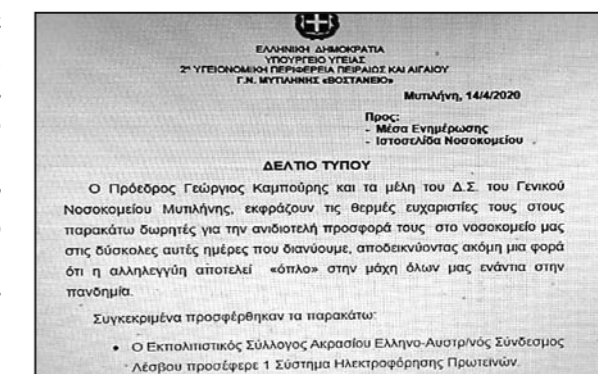 ΕΛΛΗΝΙΚΗ ΔΗΜΟΚΡΑΤΙΑ
ΥΠΟΥΡΓΕΙΟ ΥΓΕΙΑΣ
2η ΥΓΕΙΟΝΟΜΙΚΗ ΠΕΡΙΦΕΡΕΙΑ ΠΕΙΡΑΙΩΣ ΚΑΙ ΑΙΓΑΙΟΥ
Γ.Ν. ΜΥΤΙΛΗΝΗΣ «ΒΟΣΤΑΝΕΙΟ»
Μυτιλήνη, 14/4/2020
Προς:
- Μέσα Ενημέρωσης
- Ιστοσελίδα Νοσοκομείου
ΔΕΛΤΙΟ ΤΥΠΟΥ
Ο Πρόεδρος Γεώργιος Καμπούρης και τα μέλη του Δ.Σ. του Γενικού
Νοσοκομείου Μυτιλήνης, εκφράζουν τις θερμές ευχαριστίες τους στους
παρακάτω δωρητές για την ανιδιοτελή προσφορά τους στο νοσοκομείο μας
στις δύσκολες αυτές ημέρες που διανύουμε, αποδεικνύοντας ακόμη μια φορά
ότι η αλληλεγγύη αποτελεί «όπλο» στην μάχη όλων μας ενάντια στην
πανδημία.
Συγκεκριμένα προσφέρθηκαν τα παρακάτω:
• Ο Εκπολιτιστικός Σύλλογος Ακρασίου Ελληνο-Αυστρ/νός Σύνδεσμος
Λέσβου προσέφερε 1 Σύστημα Ηλεκτροφόρησης Πρωτεινών.